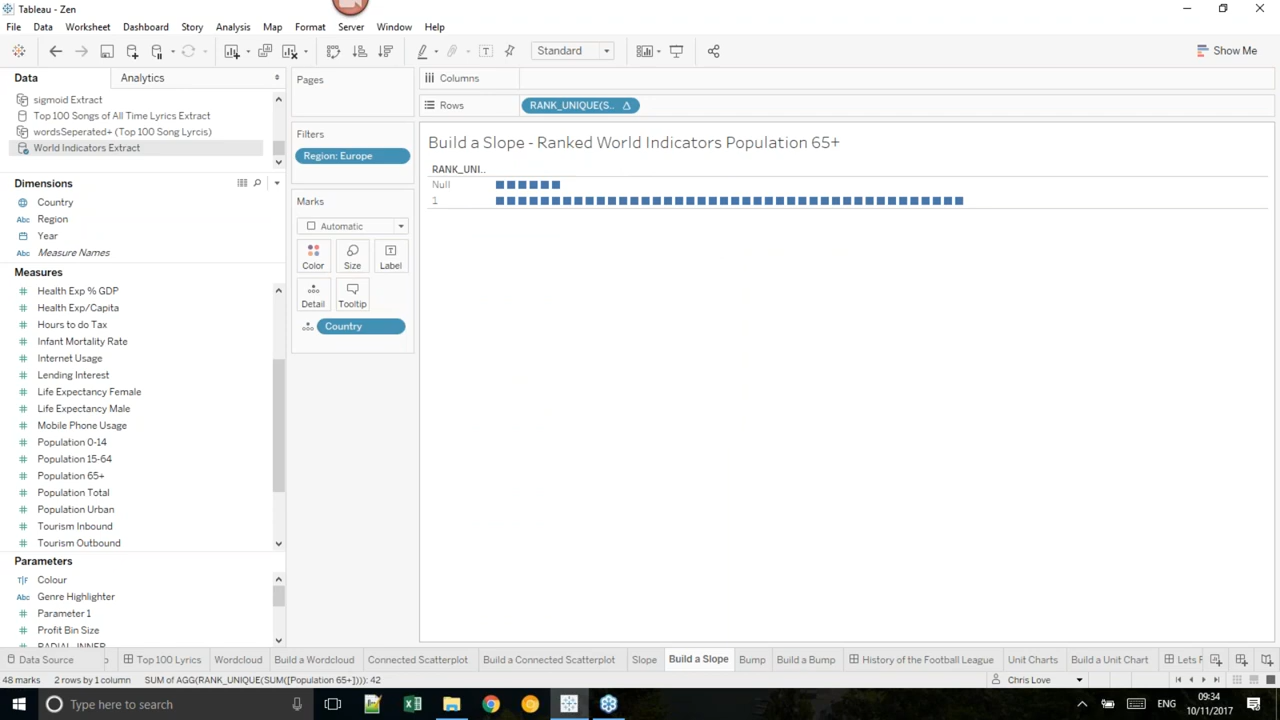 Tableau - Zen
File Data Worksheet Dashboard Story Analysis Map Format Server Window Help
Standard
Show Me
Data Analytics
sigmoid Extract
Top 100 Songs of All Time Lyrics Extract
wordsSeperated+ (Top 100 Song Lyrcis)
World Indicators Extract
Dimensions
Country
Abc Region
Year
Abc Measure Names
Measures
Health Exp % GDP
Health Exp/Capita
Hours to do Tax
Infant Mortality Rate
Internet Usage
Lending Interest
Life Expectancy Female
Life Expectancy Male
Mobile Phone Usage
Population 0-14
Population 15-64
Population 65+
Population Total
Population Urban
Tourism Inbound
Tourism Outbound
Parameters
T|F Colour
Abc Genre Highlighter
Parameter 1
Profit Bin Size
RADIAL_INNER
Pages
Filters
Region: Europe
Marks
Automatic
Color Size Label
Detail Tooltip
Country
Columns
Rows RANK_UNIQUE(S..
Build a Slope - Ranked World Indicators Population 65+
RANK_UNI..
Null
1
Data Source Top 100 Lyrics Wordcloud Build a Wordcloud Connected Scatterplot Build a Connected Scatterplot Slope Build a Slope Bump Build a Bump History of the Football League Unit Charts Build a Unit Chart Lets F
48 marks 2 rows by 1 column SUM of AGG(RANK_UNIQUE(SUM([Population 65+]))): 42 Chris Love
Type here to search
ENG
09:34
10/11/2017